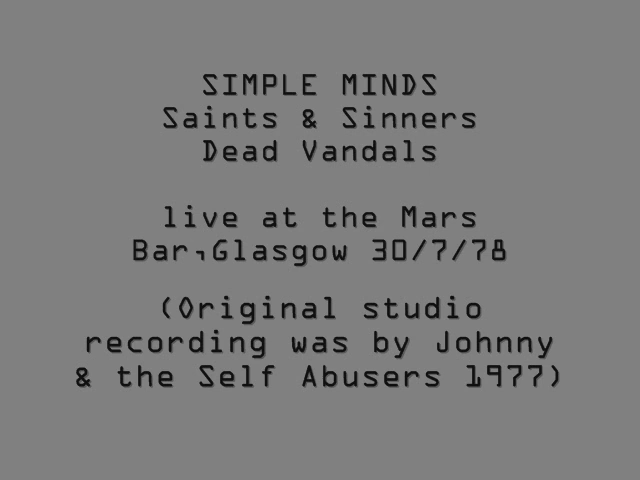 SIMPLE MINDS
Saints & Sinners
Dead Vandals
live at the Mars
Bar,Glasgow 30/7/78
(Original studio
recording was by Johnny
& the Self Abusers 1977)